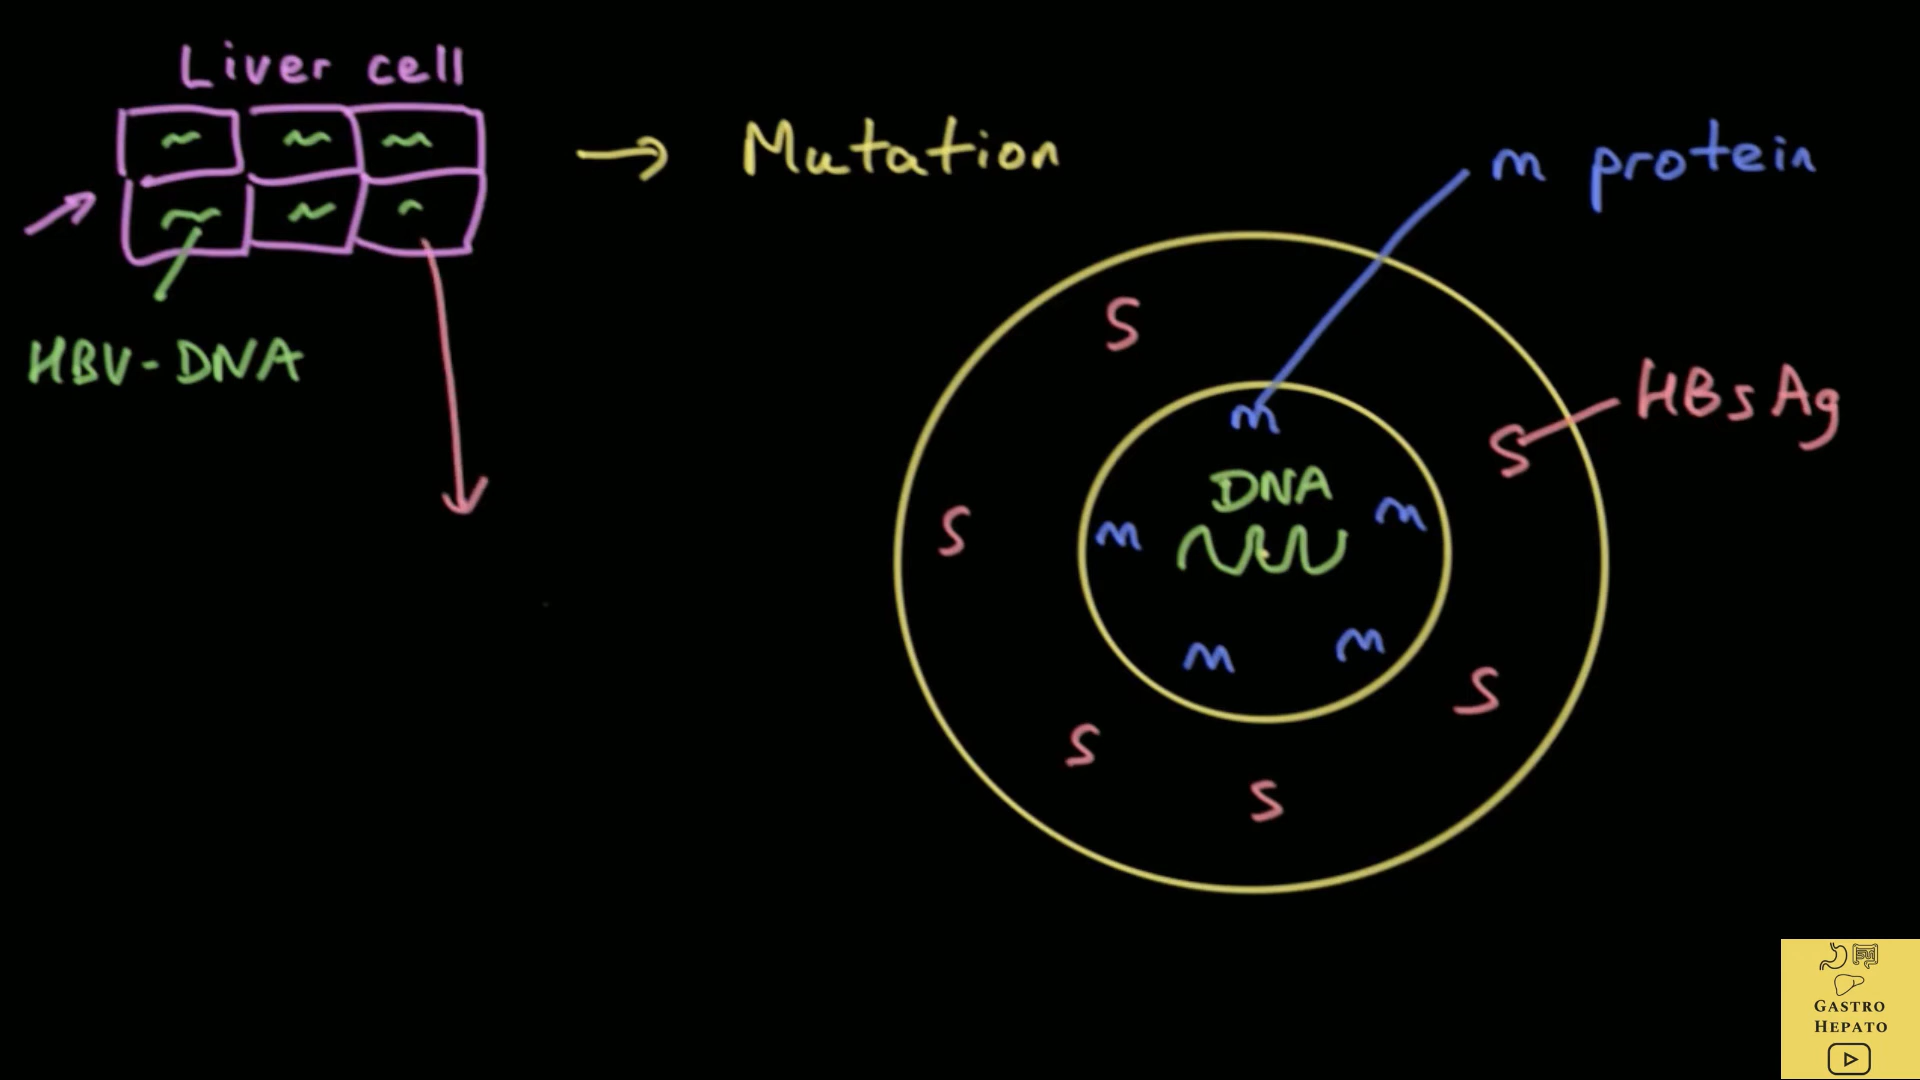 Liver cell
→ Mutation
m protein
HBV-DNA
S
HBsAg
S
m
DNA
m
m
S
m
m
S
S
S
GASTRO
HEPATO